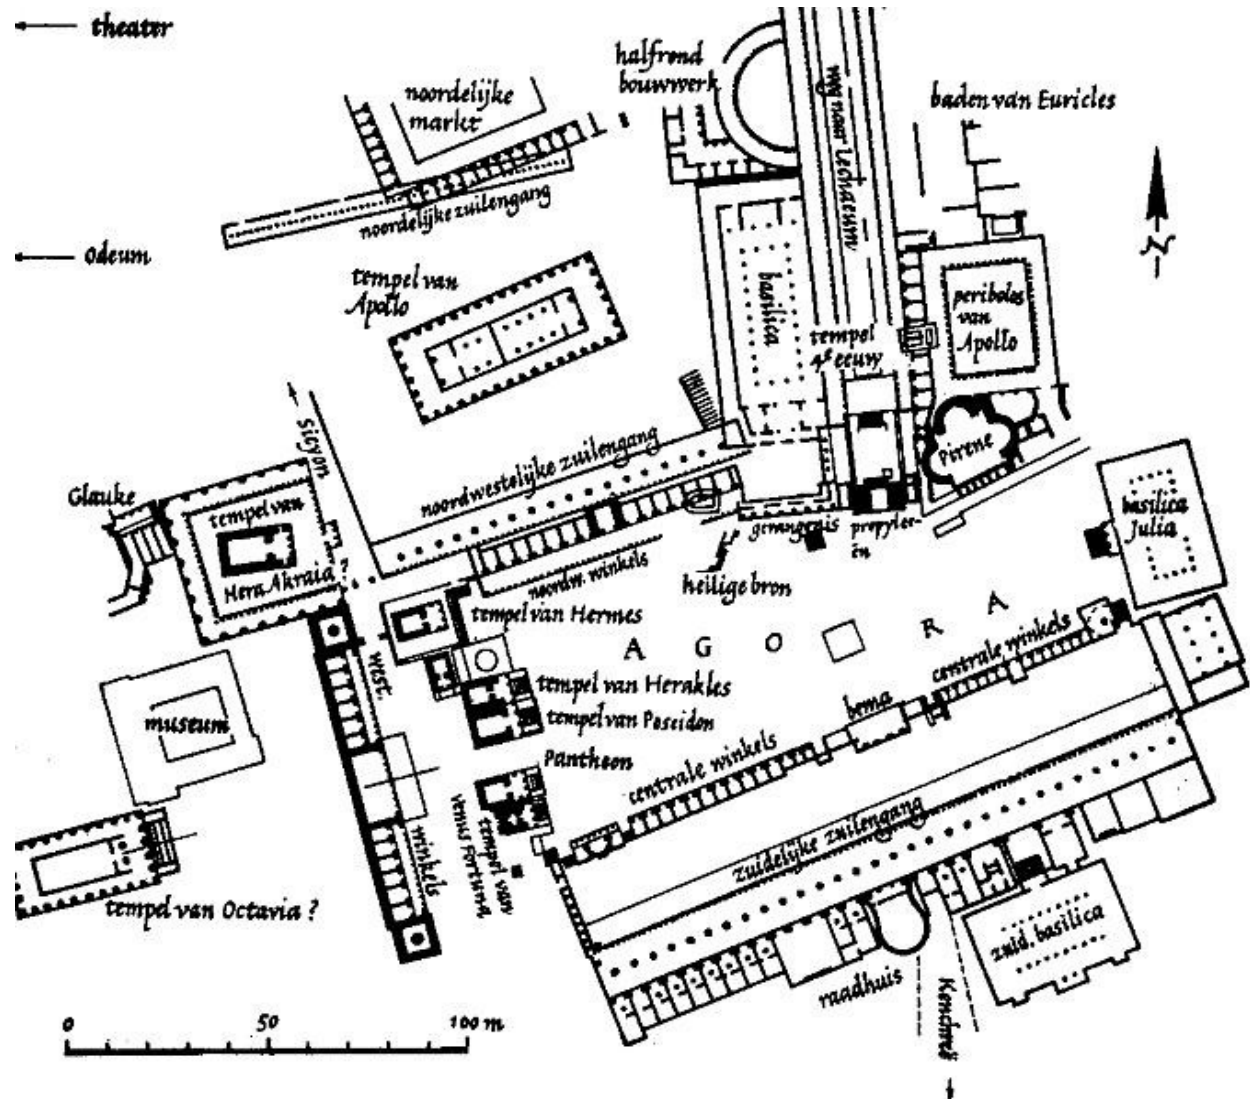 theater
halfrond
bouwwerk
noordelijke
markt
weg naar Lechaeum
baden van Euricles
noordelijke zuilengang
Odeum
tempel van
Apollo
basilica
tempel
4e eeuw
peribolos
van
Apollo
N
Sicyon
noordwestelijke zuilengang
Pirene
Glauke
tempel van
Hera Akraia
basilica
Julia
gevangenis
propyleeën
noordw. winkels
heilige bron
tempel van Hermes
AGORA
centrale winkels
west.
winkels
tempel van Herakles
tempel van Poseidon
bema
museum
Pantheon
centrale winkels
tempel van
Venus Fortuna
zuidelijke zuilengang
tempel van Octavia ?
zuid. basilica
raadhuis
Kenchreë
0 50 100 m